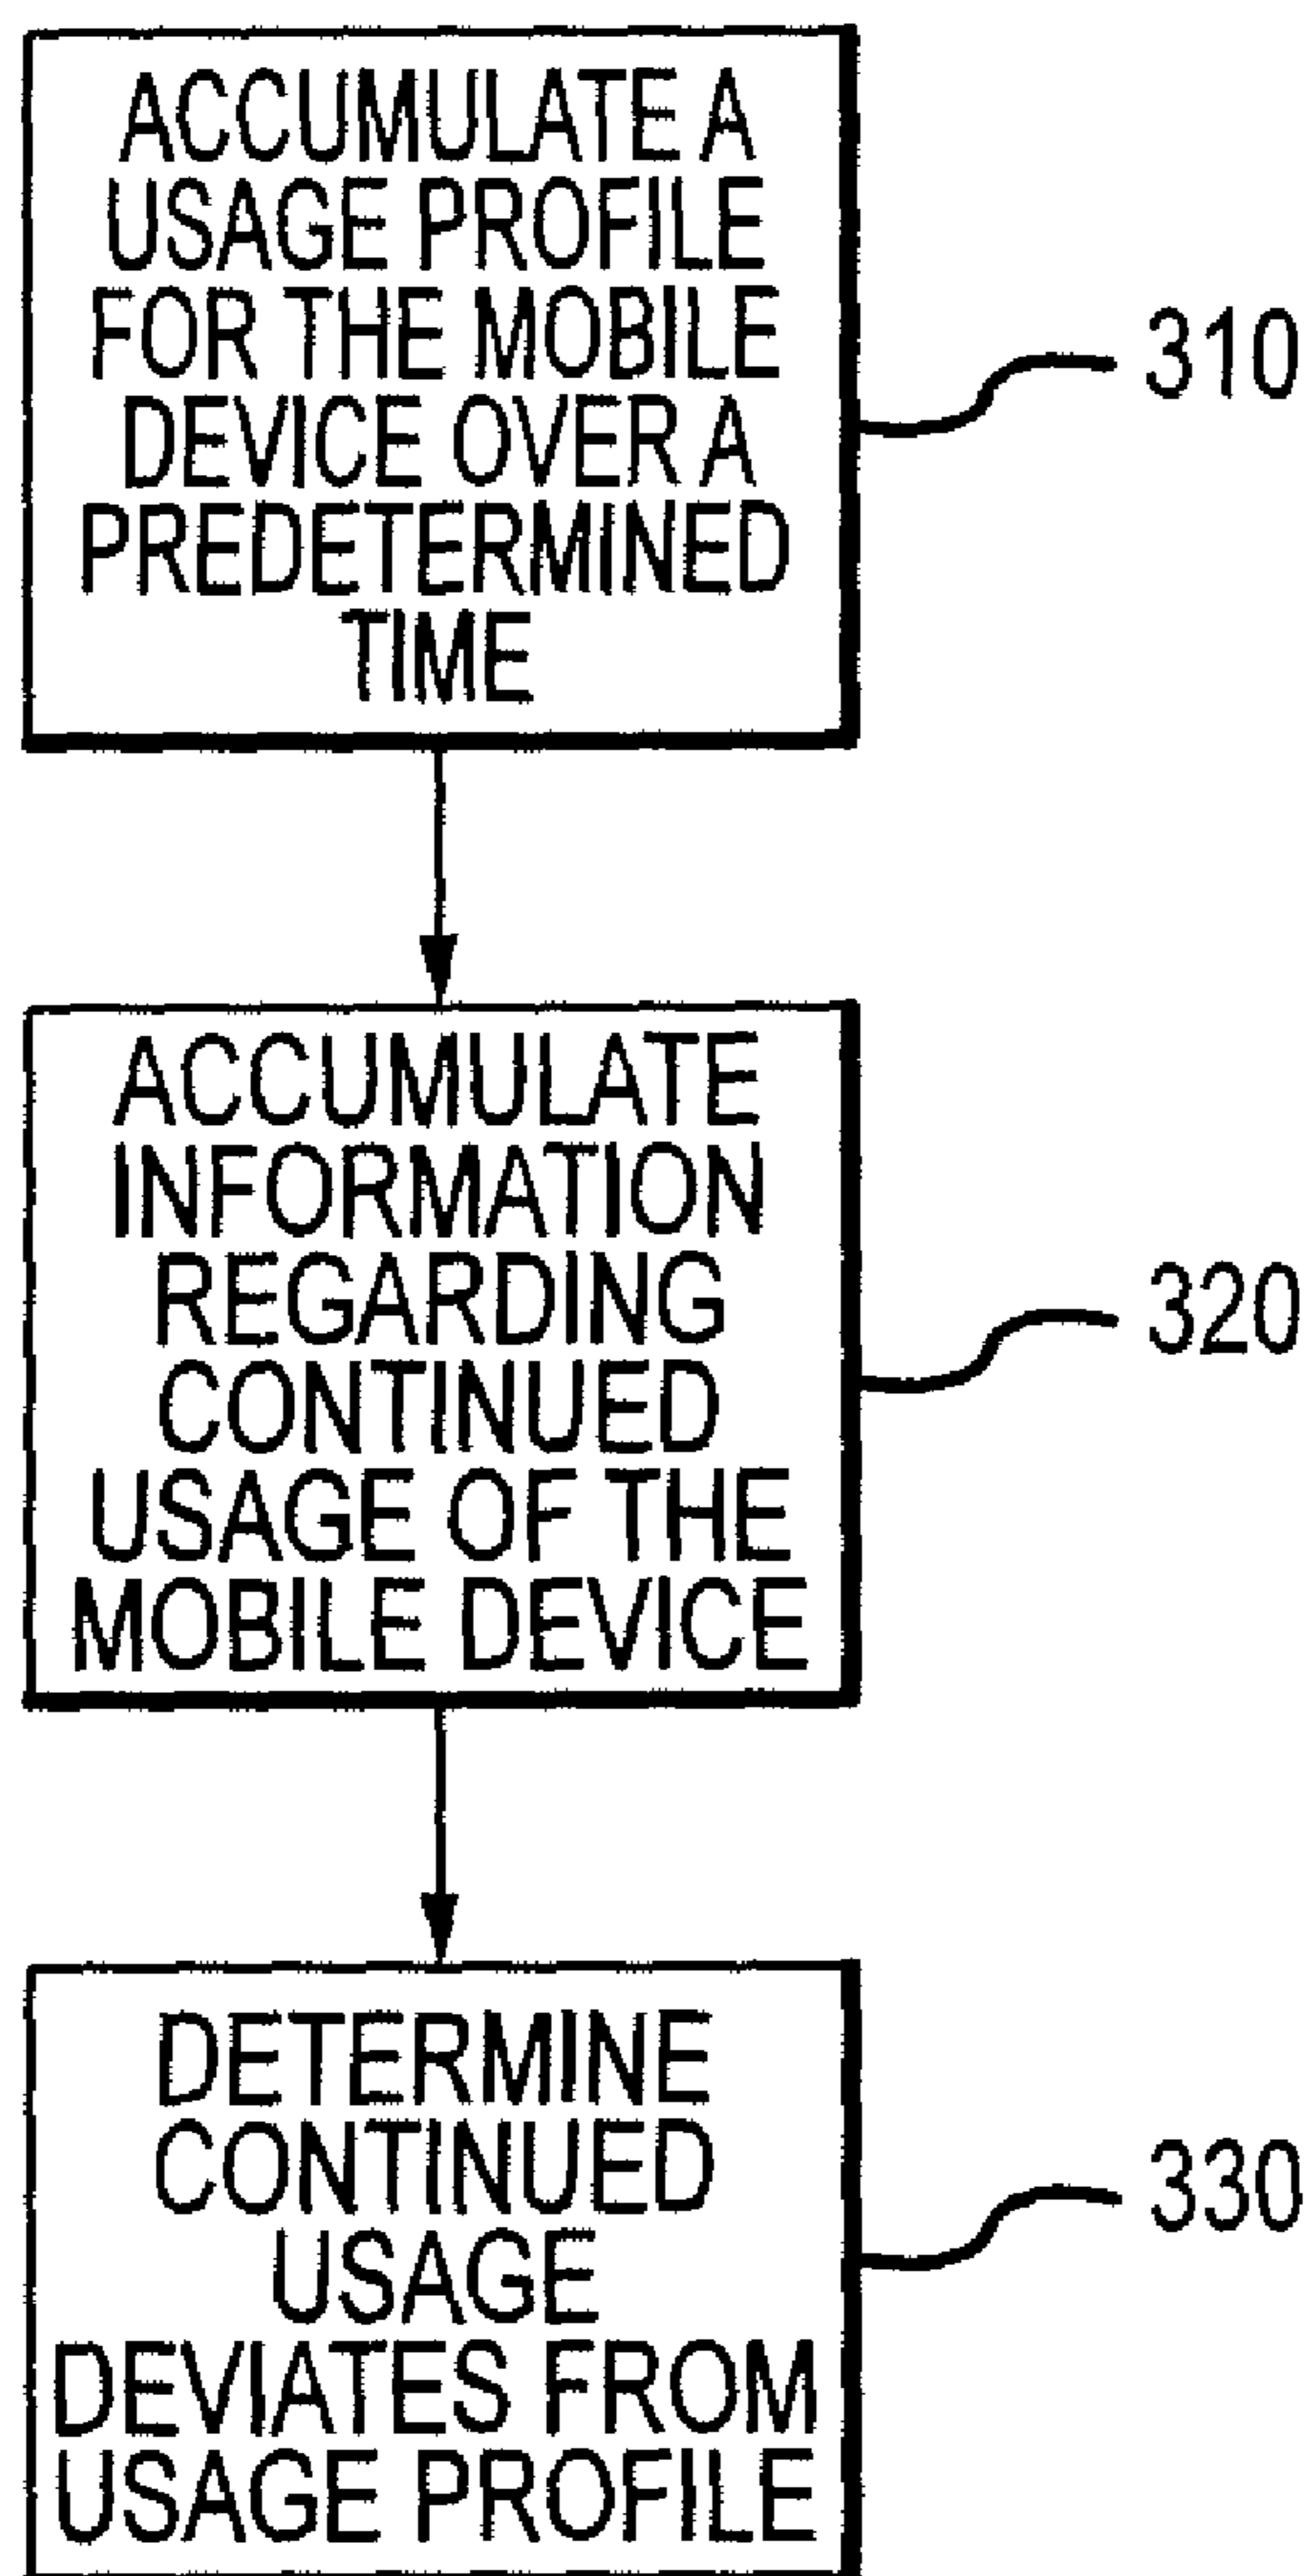 ACCUMULATE A
USAGE PROFILE
FOR THE MOBILE
DEVICE OVER A
PREDETERMINED
TIME
310
ACCUMULATE
INFORMATION
REGARDING
CONTINUED
USAGE OF THE
MOBILE DEVICE
320
DETERMINE
CONTINUED
USAGE
DEVIATES FROM
USAGE PROFILE
330